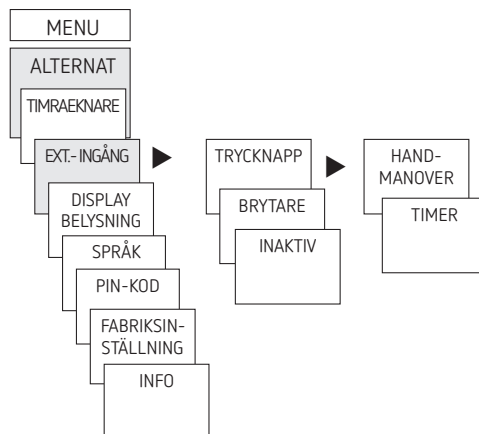 MENU
ALTERNAT
TIMRAEKNARE
EXT.- INGÅNG
DISPLAY
BELYSNING
SPRÅK
PIN-KOD
FABRIKSIN-
STÄLLNING
INFO
TRYCKNAPP
BRYTARE
INAKTIV
HAND-
MANOVER
TIMER